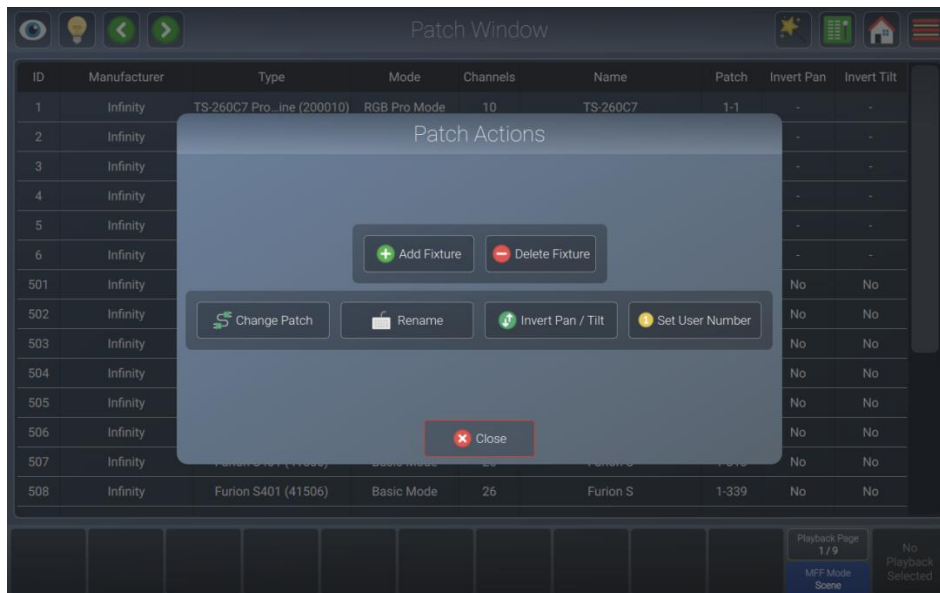 Patch Window
ID Manufacturer Type Mode Channels Name Patch Invert Pan Invert Tilt
1 Infinity TS-260C7 Pro...ine (200010) RGB Pro Mode 10 TS-260C7 1-1 - -
Patch Actions
2 Infinity - -
3 Infinity - -
4 Infinity - -
5 Infinity - -
6 Infinity - -
Add Fixture Delete Fixture
501 Infinity No No
502 Infinity No No
Change Patch Rename Invert Pan / Tilt 1 Set User Number
503 Infinity No No
504 Infinity No No
505 Infinity No No
506 Infinity No No
Close
507 Infinity No No
508 Infinity Furion S401 (41506) Basic Mode 26 Furion S 1-339 No No
Playback Page
1 / 9
MFF Mode
Scene
No
Playback
Selected